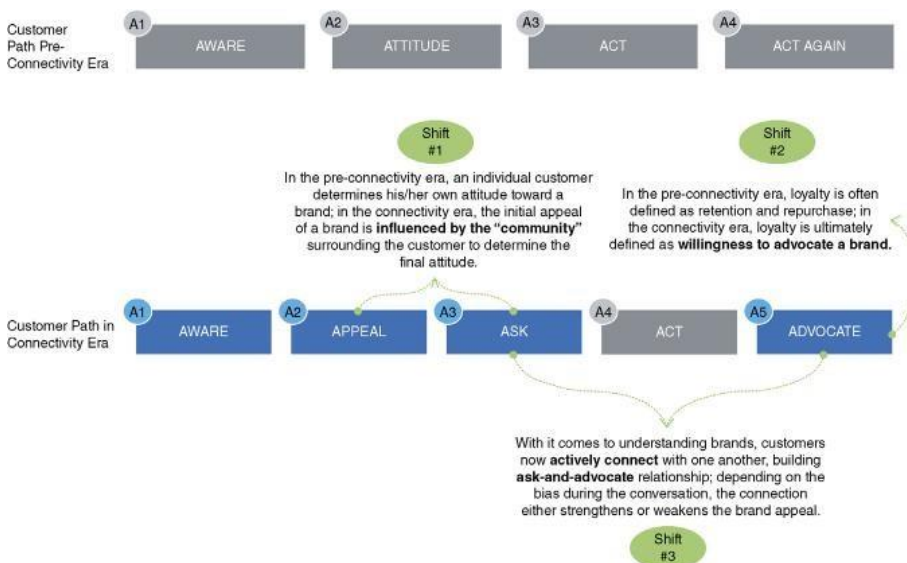 Customer
Path Pre-
Connectivity Era
A1
AWARE
A2
ATTITUDE
A3
ACT
A4
ACT AGAIN
Shift
#1
In the pre-connectivity era, an individual customer
determines his/her own attitude toward a
brand; in the connectivity era, the initial appeal
of a brand is influenced by the “community”
surrounding the customer to determine the
final attitude.
Shift
#2
In the pre-connectivity era, loyalty is often
defined as retention and repurchase; in
the connectivity era, loyalty is ultimately
defined as willingness to advocate a brand.
Customer Path in
Connectivity Era
A1
AWARE
A2
APPEAL
A3
ASK
A4
ACT
A5
ADVOCATE
With it comes to understanding brands, customers
now actively connect with one another, building
ask-and-advocate relationship; depending on the
bias during the conversation, the connection
either strengthens or weakens the brand appeal.
Shift
#3